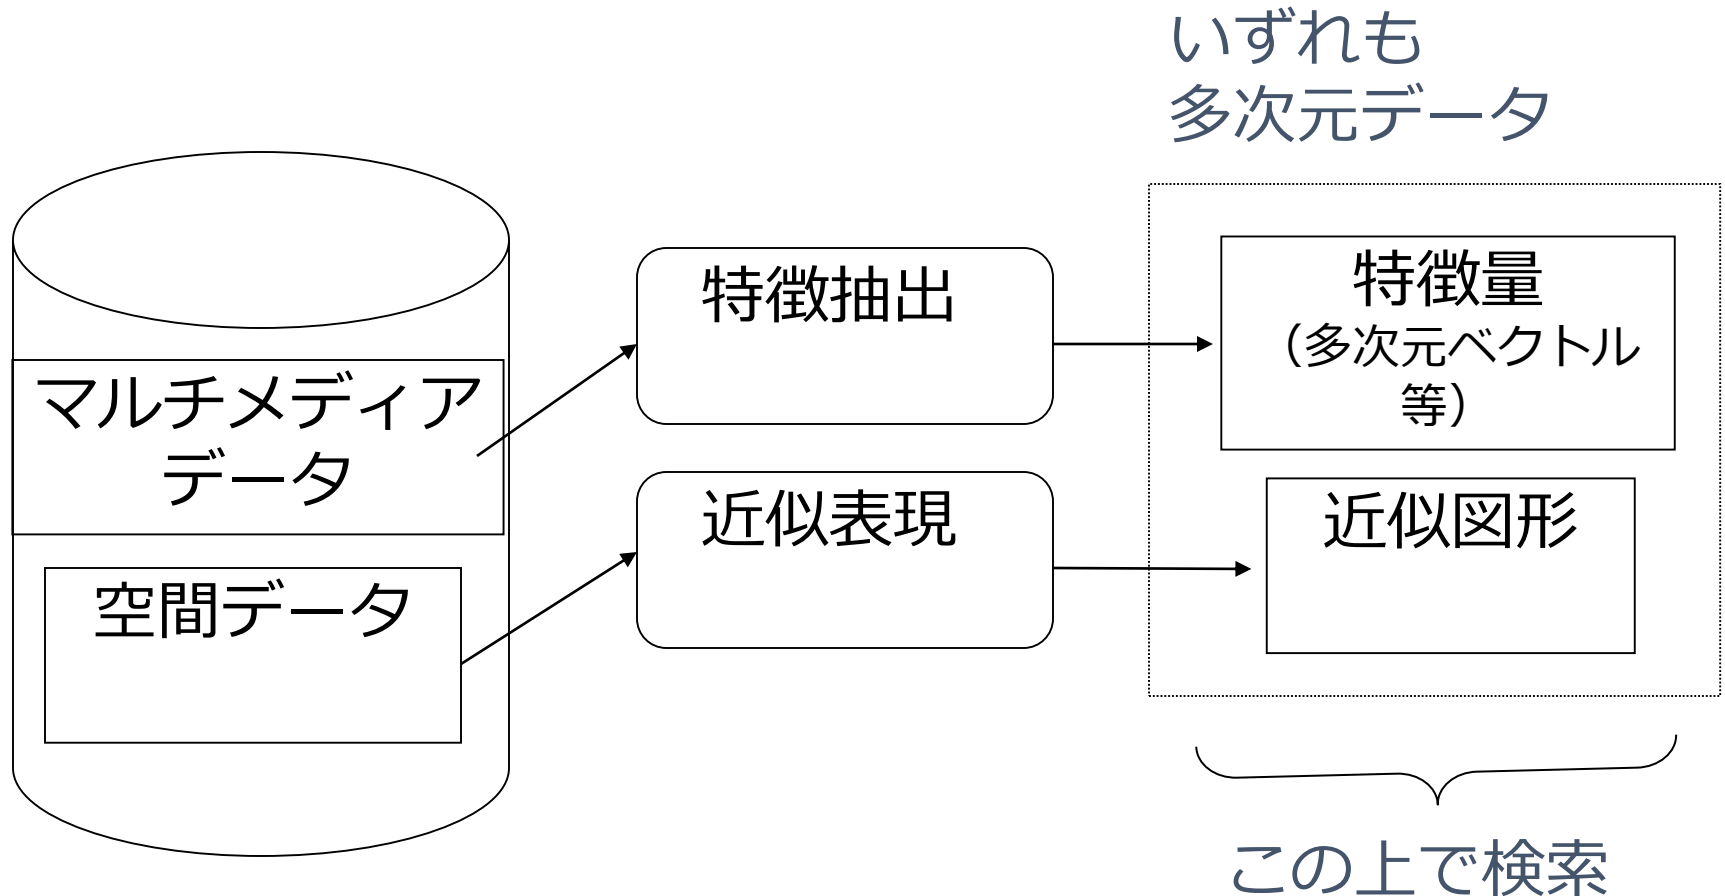 いずれも
多次元データ
マルチメディア
データ
空間データ
特徴抽出
近似表現
特徴量
（多次元ベクトル
等）
近似図形
この上で検索